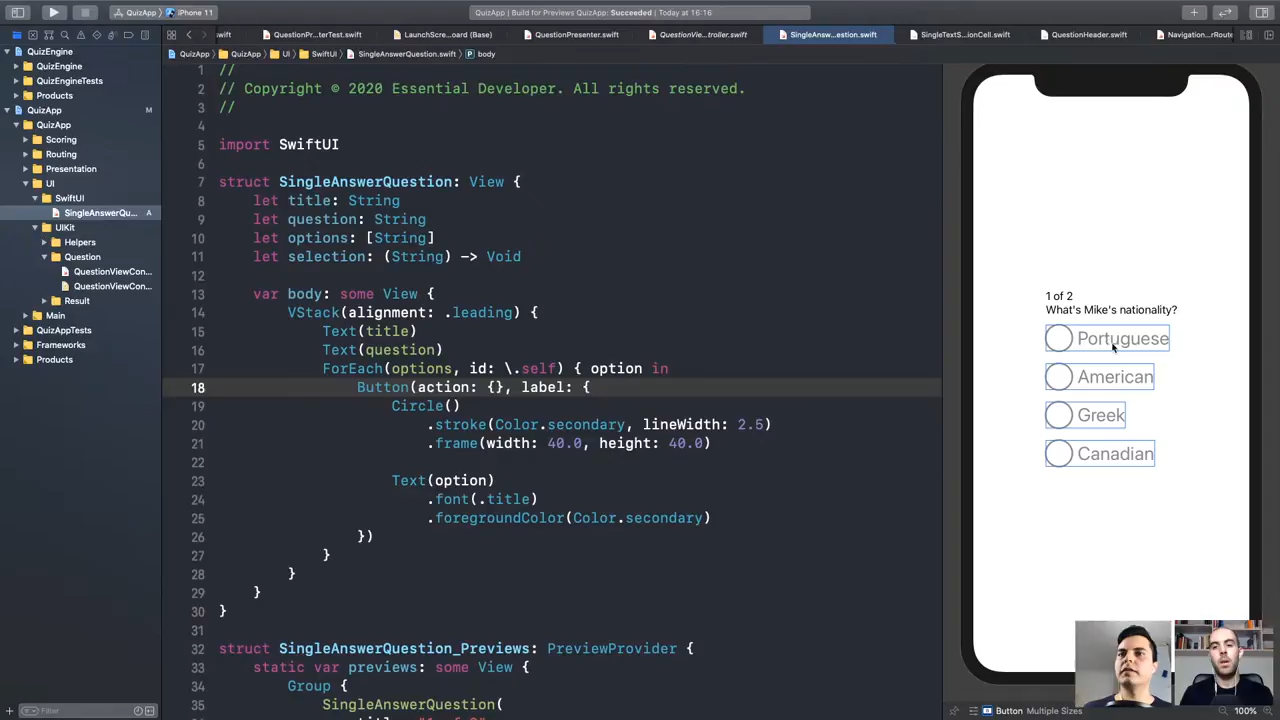 QuizApp
iPhone 11
QuizApp | Build for Previews QuizApp: Succeeded | Today at 16:16
QuizEngine
QuizEngine
QuizEngineTests
Products
QuizApp
M
QuizApp
Scoring
Routing
Presentation
UI
SwiftUI
SingleAnswerQu...
A
UIKit
Helpers
Question
QuestionViewCon...
QuestionViewCon...
Result
Main
QuizAppTests
Frameworks
Products
Filter
...wift
QuestionPr...terTest.swift
LaunchScre...oard (Base)
QuestionPresenter.swift
QuestionVie...troller.swift
SingleAnsw...estion.swift
SingleTextS...ionCell.swift
QuestionHeader.swift
Navigation...rRoute
QuizApp
QuizApp
UI
SwiftUI
SingleAnswerQuestion.swift
body
1 //
2 // Copyright © 2020 Essential Developer. All rights reserved.
3 //
4
5 import SwiftUI
6
7 struct SingleAnswerQuestion: View {
8 let title: String
9 let question: String
10 let options: [String]
11 let selection: (String) -> Void
12
13 var body: some View {
14 VStack(alignment: .leading) {
15 Text(title)
16 Text(question)
17 ForEach(options, id: \.self) { option in
18 Button(action: {}, label: {
19 Circle()
20 .stroke(Color.secondary, lineWidth: 2.5)
21 .frame(width: 40.0, height: 40.0)
22
23 Text(option)
24 .font(.title)
25 .foregroundColor(Color.secondary)
26 })
27 }
28 }
29 }
30 }
31
32 struct SingleAnswerQuestion_Previews: PreviewProvider {
33 static var previews: some View {
34 Group {
35 SingleAnswerQuestion(
1 of 2
What's Mike's nationality?
Portuguese
American
Greek
Canadian
Button Multiple Sizes
100%